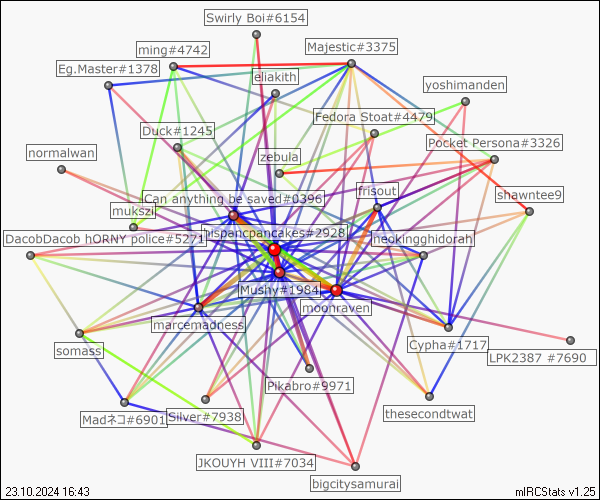 Swirly Boi#6154
ming#4742
Majestic#3375
Eg.Master#1378
eliakith
yoshimanden
Fedora Stoat#4479
Duck#1245
Pocket Persona#3326
normalwan
zebula
frisout
shawntee9
Can anything be saved#0396
mukszi
hispancpancakes#2928
DacobDacob hORNY police#5271
heckingghidorah
Mushy#1984
moonraven
marcemadness
Cypha#1717
somass
LPK2387 #7690
Pikabro#9971
thesecondtwat
Madネコ#6901
Silver#7938
JKOUYH VIII#7034
bigcitysamurai
23.10.2024 16:43
mIRCStats v1.25